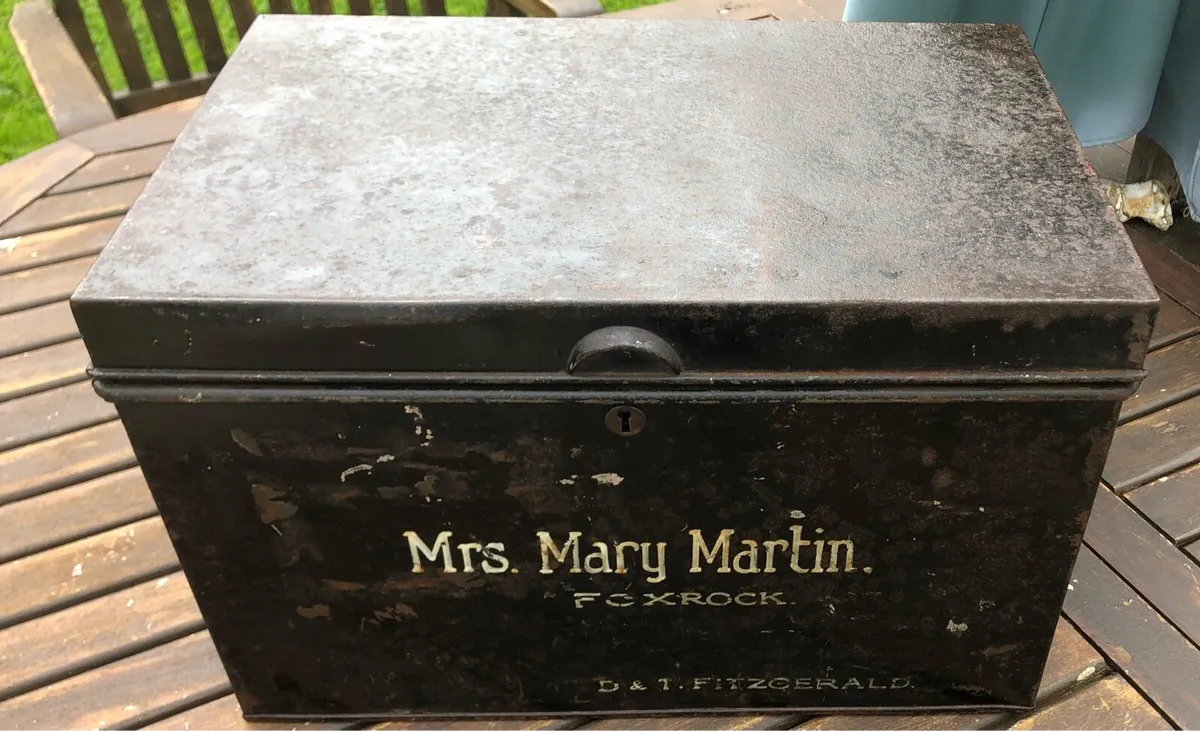 Mrs. Mary Martin.
FOXROCK.
D & T. FITZGERALD.